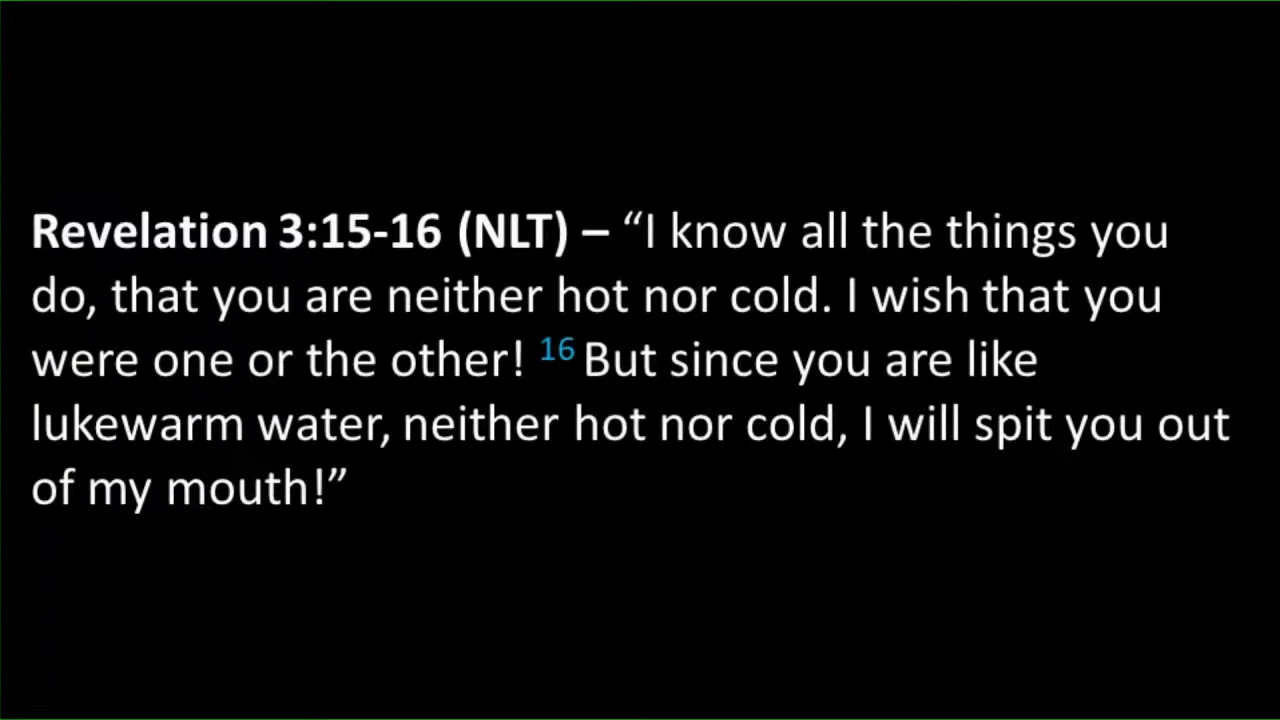 Revelation 3:15-16 (NLT) – “I know all the things you
do, that you are neither hot nor cold. I wish that you
were one or the other! 16 But since you are like
lukewarm water, neither hot nor cold, I will spit you out
of my mouth!”